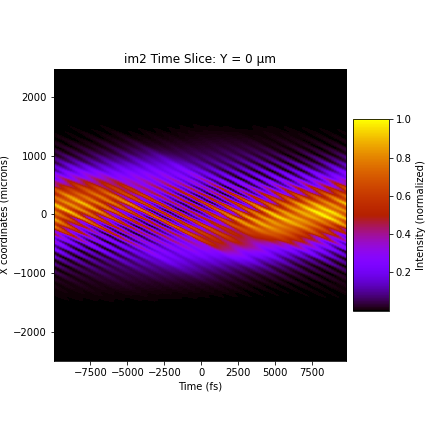 im2 Time Slice: Y = 0 μm
X coordinates (microns)
2000
1000
0
−1000
−2000
−7500 −5000 −2500 0 2500 5000 7500
Time (fs)
1.0
0.8
0.6
0.4
0.2
Intensity (normalized)